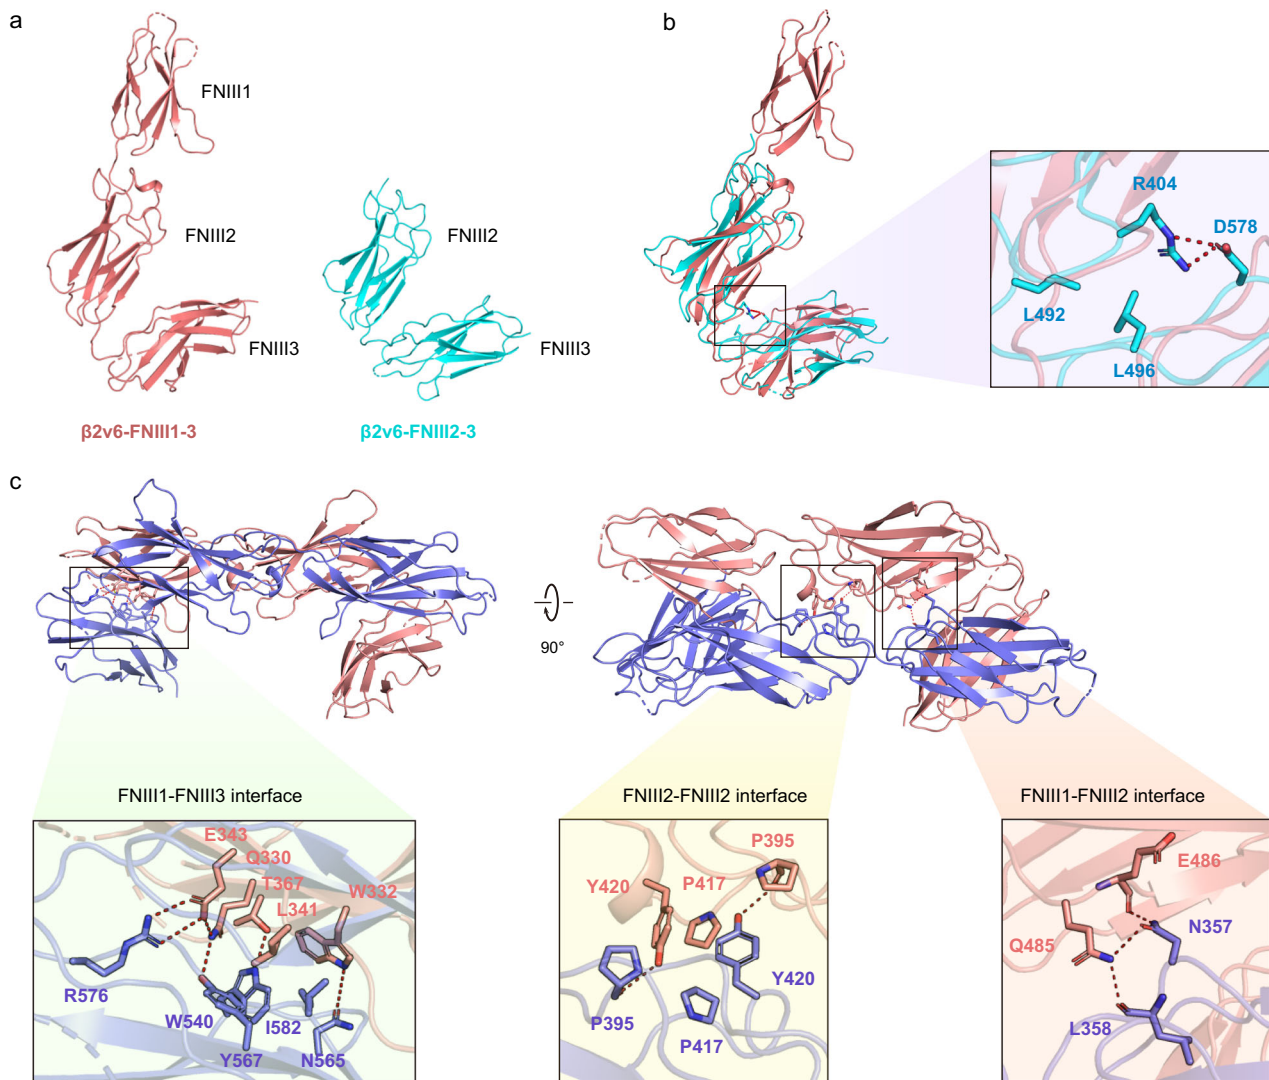 a
FNIII1
FNIII2
FNIII3
FNIII2
FNIII3
β2v6-FNIII1-3
β2v6-FNIII2-3
b
R404
D578
L492
L496
c
90°
FNIII1-FNIII3 interface
E343
Q330
T367
W332
L341
R576
W540
I582
Y567
N565
FNIII2-FNIII2 interface
P395
Y420
P417
Y420
P395
P417
FNIII1-FNIII2 interface
E486
N357
Q485
L358